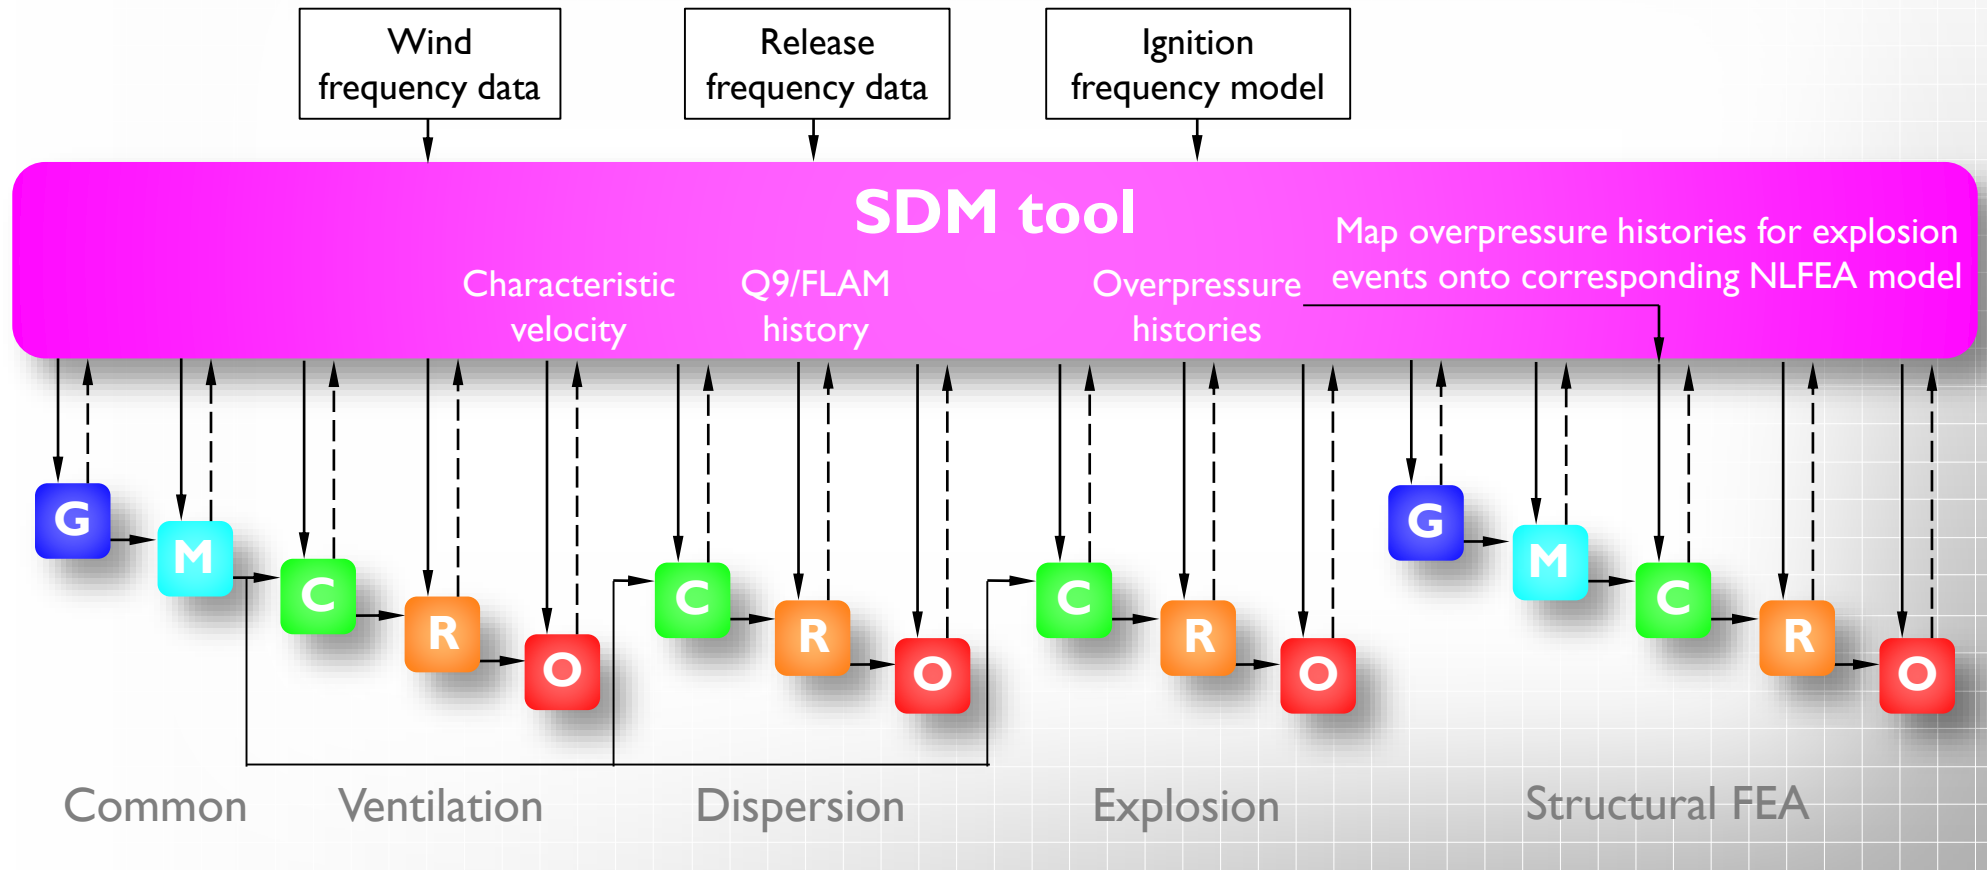 Wind
frequency data
Release
frequency data
Ignition
frequency model
SDM tool
Characteristic
velocity
Q9/FLAM
history
Overpressure
histories
Map overpressure histories for explosion
events onto corresponding NLFEA model
G
M
C
R
O
C
R
O
C
R
O
G
M
C
R
O
Common
Ventilation
Dispersion
Explosion
Structural FEA